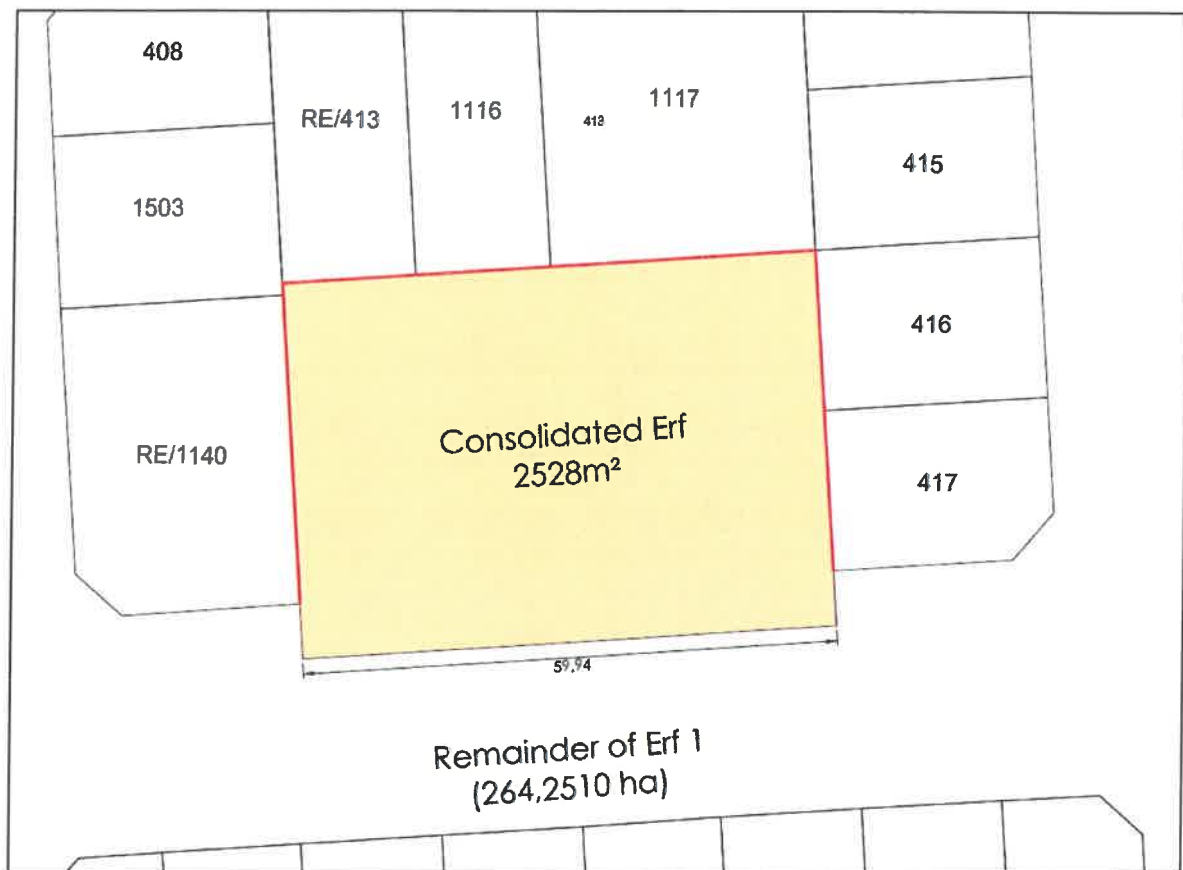 408
RE/413
1116
1117
413
415
1503
416
RE/1140
Consolidated Erf
2528m²
417
59,94
Remainder of Erf 1
(264,2510 ha)